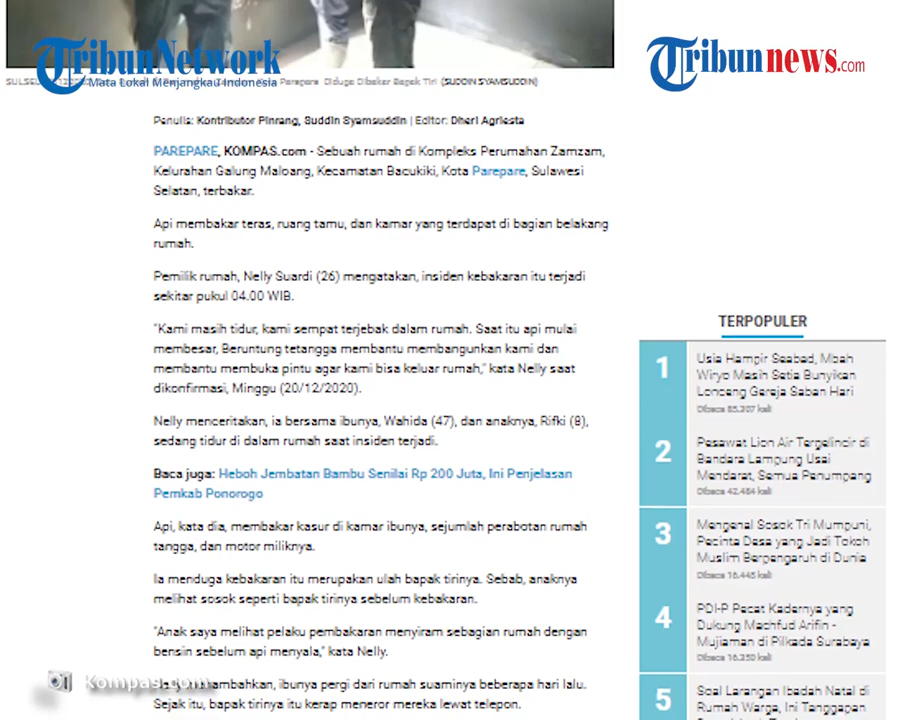 TribunNetwork
Mata Lokal Menjangkau Indonesia
Tribunnews.com
Parepare Diduga Dibakar Bapak Tiri (SUDDIN SYAMSUDDIN)
Penulis: Kontributor Pinrang, Suddin Syamsuddin | Editor: Dheri Agriesta
PAREPARE, KOMPAS.com - Sebuah rumah di Kompleks Perumahan Zamzam,
Kelurahan Galung Maloang, Kecamatan Bacukiki, Kota Parepare, Sulawesi
Selatan, terbakar.
Api membakar teras, ruang tamu, dan kamar yang terdapat di bagian belakang
rumah.
Pemilik rumah, Nelly Suardi (26) mengatakan, insiden kebakaran itu terjadi
sekitar pukul 04.00 WIB.
"Kami masih tidur, kami sempat terjebak dalam rumah. Saat itu api mulai
membesar, Beruntung tetangga membantu membangunkan kami dan
membantu membuka pintu agar kami bisa keluar rumah," kata Nelly saat
dikonfirmasi, Minggu (20/12/2020).
Nelly menceritakan, ia bersama ibunya, Wahida (47), dan anaknya, Rifki (8),
sedang tidur di dalam rumah saat insiden terjadi.
Baca juga: Heboh Jembatan Bambu Senilai Rp 200 Juta, Ini Penjelasan
Pemkab Ponorogo
Api, kata dia, membakar kasur di kamar ibunya, sejumlah perabotan rumah
tangga, dan motor miliknya.
Ia menduga kebakaran itu merupakan ulah bapak tirinya. Sebab, anaknya
melihat sosok seperti bapak tirinya sebelum kebakaran.
"Anak saya melihat pelaku pembakaran menyiram sebagian rumah dengan
bensin sebelum api menyala," kata Nelly.
ibunya pergi dari rumah suaminya beberapa hari lalu.
Sejak itu, bapak tirinya itu kerap meneror mereka lewat telepon.
Kompas.com
TERPOPULER
1
Usia Hampir Seabad, Mbah
Wiryo Masih Setia Bunyikan
Lonceng Gereja Saban Hari
Dibaca 85.307 kali
2
Pesawat Lion Air Tergelincir di
Bandara Lampung Usai
Mendarat, Semua Penumpang
Dibaca 42.484 kali
3
Mengenal Sosok Tri Mumpuni,
Pecinta Desa yang Jadi Tokoh
Muslim Berpengaruh di Dunia
Dibaca 16.445 kali
4
PDI-P Pecat Kadernya yang
Dukung Machfud Arifin -
Mujiaman di Pilkada Surabaya
Dibaca 16.350 kali
5
Soal Larangan Ibadah Natal di
Rumah Warga, Ini Tanggapan